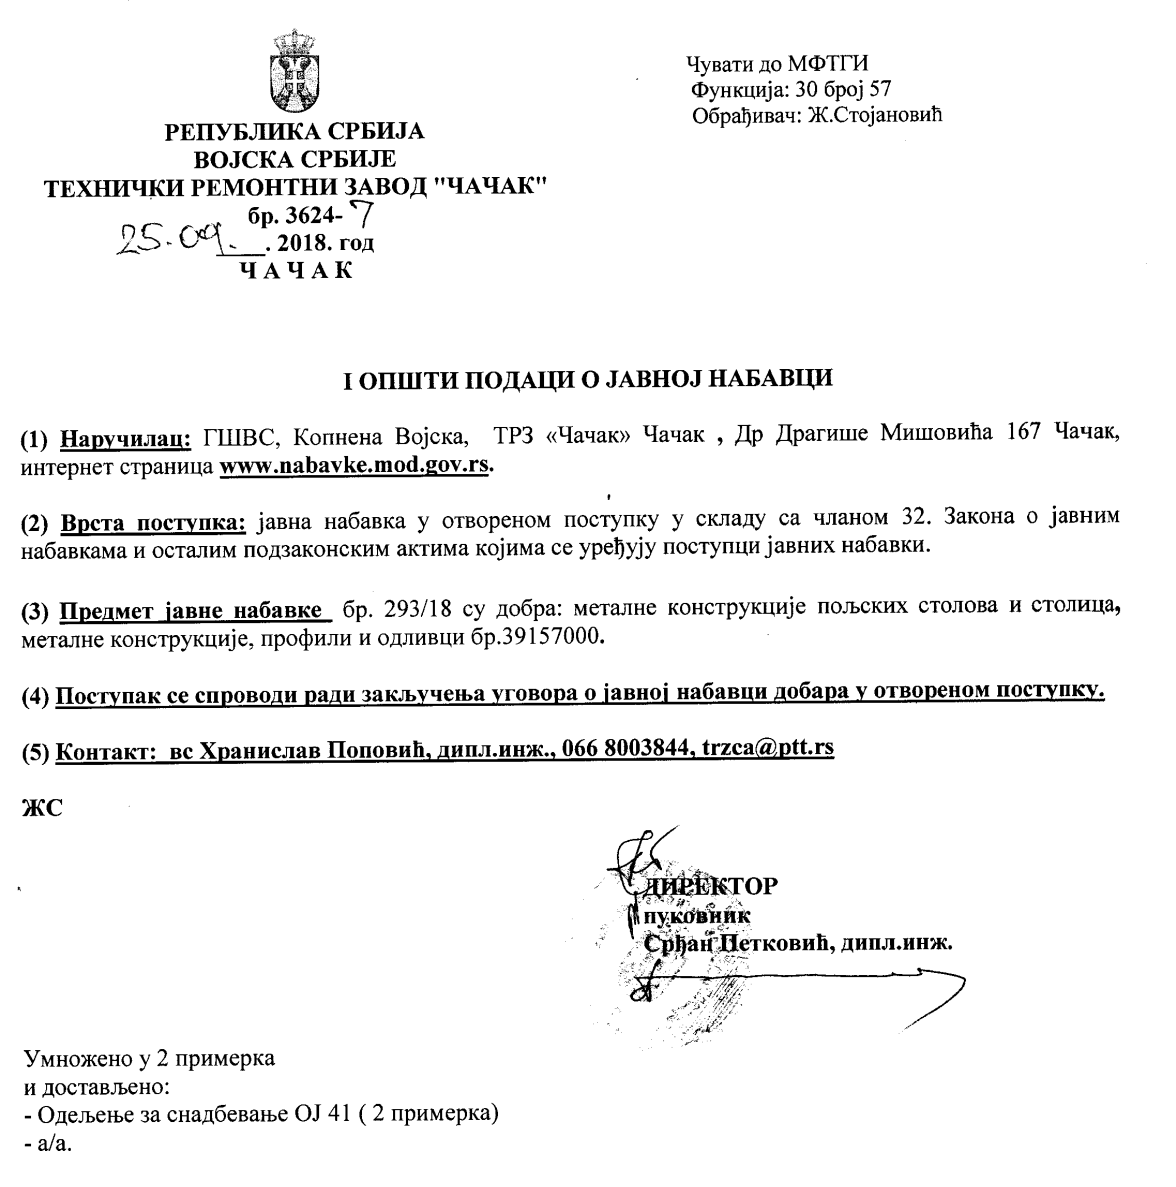 Чувати до МФТГИ
Функција: 30 број 57
Обрађивач: Ж.Стојановић
РЕПУБЛИКА СРБИЈА
ВОЈСКА СРБИЈЕ
ТЕХНИЧКИ РЕМОНТНИ ЗАВОД "ЧАЧАК"
бр. 3624-7
25.09.____. 2018. год
Ч А Ч А К
I ОПШТИ ПОДАЦИ О ЈАВНОЈ НАБАВЦИ
(1) Наручилац: ГШВС, Копнена Војска, ТРЗ «Чачак» Чачак , Др Драгише Мишовића 167 Чачак,
интернет страница www.nabavke.mod.gov.rs.
(2) Врста поступка: јавна набавка у отвореном поступку у складу са чланом 32. Закона о јавним
набавкама и осталим подзаконским актима којима се уређују поступци јавних набавки.
(3) Предмет јавне набавке бр. 293/18 су добра: металне конструкције пољских столова и столица,
металне конструкције, профили и одливци бр.39157000.
(4) Поступак се спроводи ради закључења уговора о јавној набавци добара у отвореном поступку.
(5) Контакт: вс Хранислав Поповић, дипл.инж., 066 8003844, trzca@ptt.rs
ЖС
ДИРЕКТОР
пуковник
Срђан Петковић, дипл.инж.
Умножено у 2 примерка
и достављено:
- Одељење за снадбевање ОЈ 41 ( 2 примерка)
- а/а.